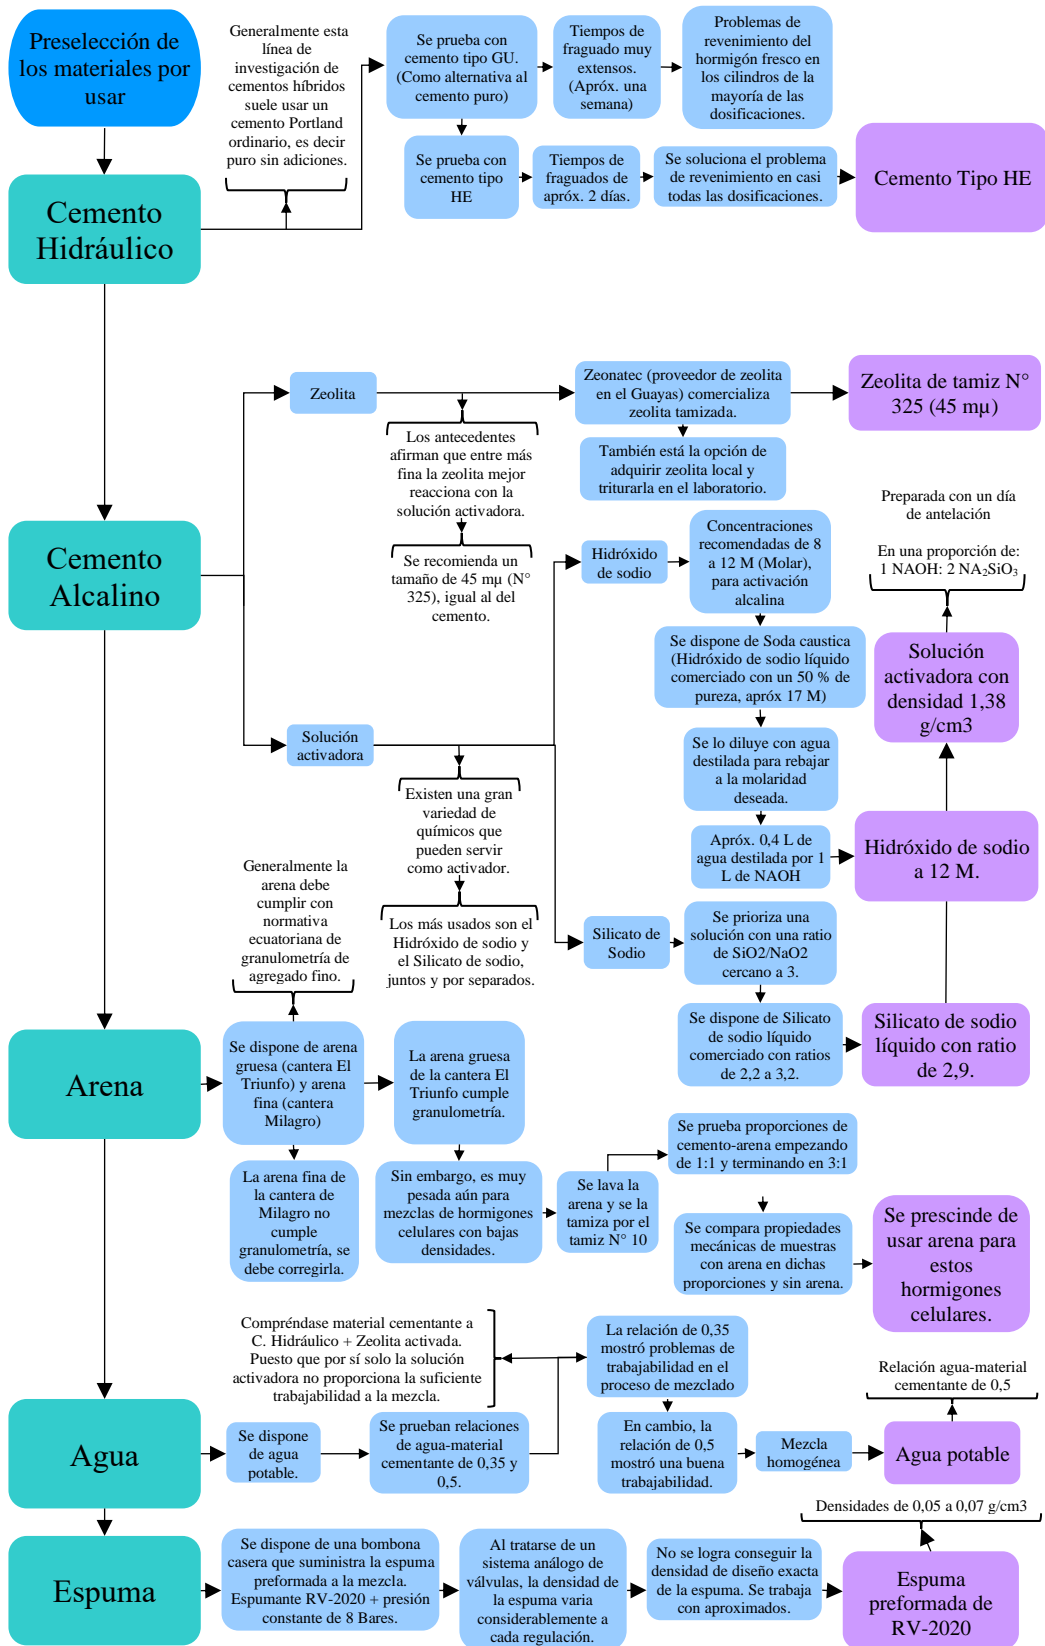 Preselección de
los materiales por
usar
Generalmente esta
línea de
investigación de
cementos híbridos
suele usar un
cemento Portland
ordinario, es decir
puro sin adiciones.
Se prueba con
cemento tipo GU.
(Como alternativa al
cemento puro)
Tiempos de
fraguado muy
extensos.
(Apróx. una
semana)
Problemas de
revenimiento del
hormigón fresco en
los cilindros de la
mayoría de las
dosificaciones.
Se prueba con
cemento tipo
HE
Tiempos de
fraguados de
apróx. 2 días.
Se soluciona el problema
de revenimiento en casi
todas las dosificaciones.
Cemento Tipo HE
Cemento
Hidráulico
Zeolita
Zeonatec (proveedor de zeolita
en el Guayas) comercializa
zeolita tamizada.
Zeolita de tamiz N°
325 (45 mµ)
Los antecedentes
afirman que entre más
fina la zeolita mejor
reacciona con la
solución activadora.
También está la opción de
adquirir zeolita local y
triturarla en el laboratorio.
Se recomienda un
tamaño de 45 mµ (N°
325), igual al del
cemento.
Cemento
Alcalino
Hidróxido
de sodio
Concentraciones
recomendadas de 8
a 12 M (Molar),
para activación
alcalina
Preparada con un día
de antelación
En una proporción de:
1 NAOH: 2 NA₂SiO₃
Se dispone de Soda caustica
(Hidróxido de sodio líquido
comerciado con un 50 % de
pureza, apróx 17 M)
Solución
activadora con
densidad 1,38
g/cm3
Solución
activadora
Se lo diluye con agua
destilada para rebajar
a la molaridad
deseada.
Existen una gran
variedad de
químicos que
pueden servir
como activador.
Apróx. 0,4 L de
agua destilada por 1
L de NAOH
Hidróxido de sodio
a 12 M.
Los más usados son el
Hidróxido de sodio y
el Silicato de sodio,
juntos y por separados.
Silicato de
Sodio
Se prioriza una
solución con una ratio
de SiO2/NaO2
cercano a 3.
Se dispone de Silicato
de sodio líquido
comerciado con ratios
de 2,2 a 3,2.
Silicato de sodio
líquido con ratio
de 2,9.
Generalmente la
arena debe
cumplir con
normativa
ecuatoriana de
granulometría de
agregado fino.
Arena
Se dispone de arena
gruesa (cantera El
Triunfo) y arena
fina (cantera
Milagro)
La arena gruesa
de la cantera El
Triunfo cumple
granulometría.
La arena fina de
la cantera de
Milagro no
cumple
granulometría, se
debe corregirla.
Sin embargo, es muy
pesada aún para
mezclas de hormigones
celulares con bajas
densidades.
Se lava la
arena y se la
tamiza por el
tamiz N° 10
Se prueba proporciones de
cemento-arena empezando
de 1:1 y terminando en 3:1
Se compara propiedades
mecánicas de muestras
con arena en dichas
proporciones y sin arena.
Se prescinde de
usar arena para
estos
hormigones
celulares.
Compréndase material cementante a
C. Hidráulico + Zeolita activada.
Puesto que por sí solo la solución
activadora no proporciona la suficiente
trabajabilidad a la mezcla.
La relación de 0,35
mostró problemas de
trabajabilidad en el
proceso de mezclado
Relación agua-material
cementante de 0,5
Agua
Se dispone
de agua
potable.
Se prueban relaciones
de agua-material
cementante de 0,35 y
0,5.
En cambio, la
relación de 0,5
mostró una buena
trabajabilidad.
Mezcla
homogénea
Agua potable
Densidades de 0,05 a 0,07 g/cm3
Espuma
Se dispone de una bombona
casera que suministra la espuma
preformada a la mezcla.
Espumante RV-2020 + presión
constante de 8 Bares.
Al tratarse de un
sistema análogo de
válvulas, la densidad de
la espuma varia
considerablemente a
cada regulación.
No se logra conseguir la
densidad de diseño exacta
de la espuma. Se trabaja
con aproximados.
Espuma
preformada de
RV-2020